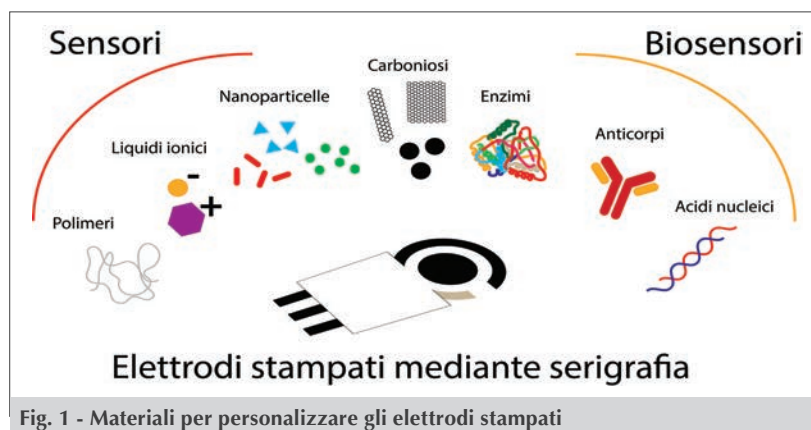 Sensori
Biosensori
Carboniosi
Nanoparticelle
Enzimi
Liquidi ionici
Anticorpi
-
+
Polimeri
Acidi nucleici
Elettrodi stampati mediante serigrafia
Fig. 1 - Materiali per personalizzare gli elettrodi stampati